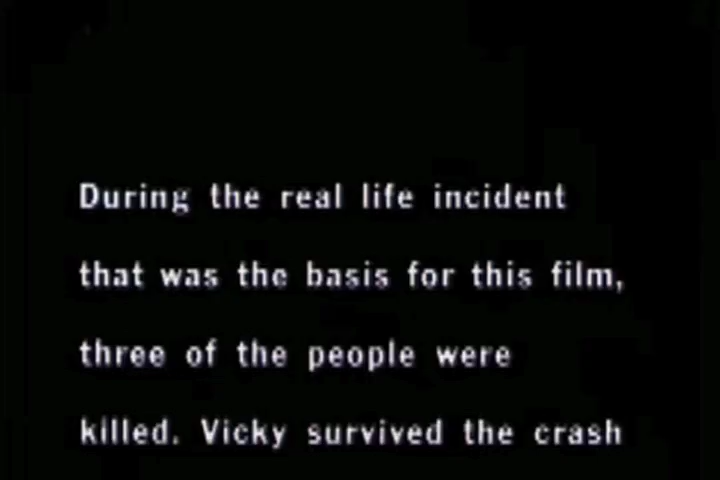 During the real life incident
that was the basis for this film,
three of the people were
killed. Vicky survived the crash